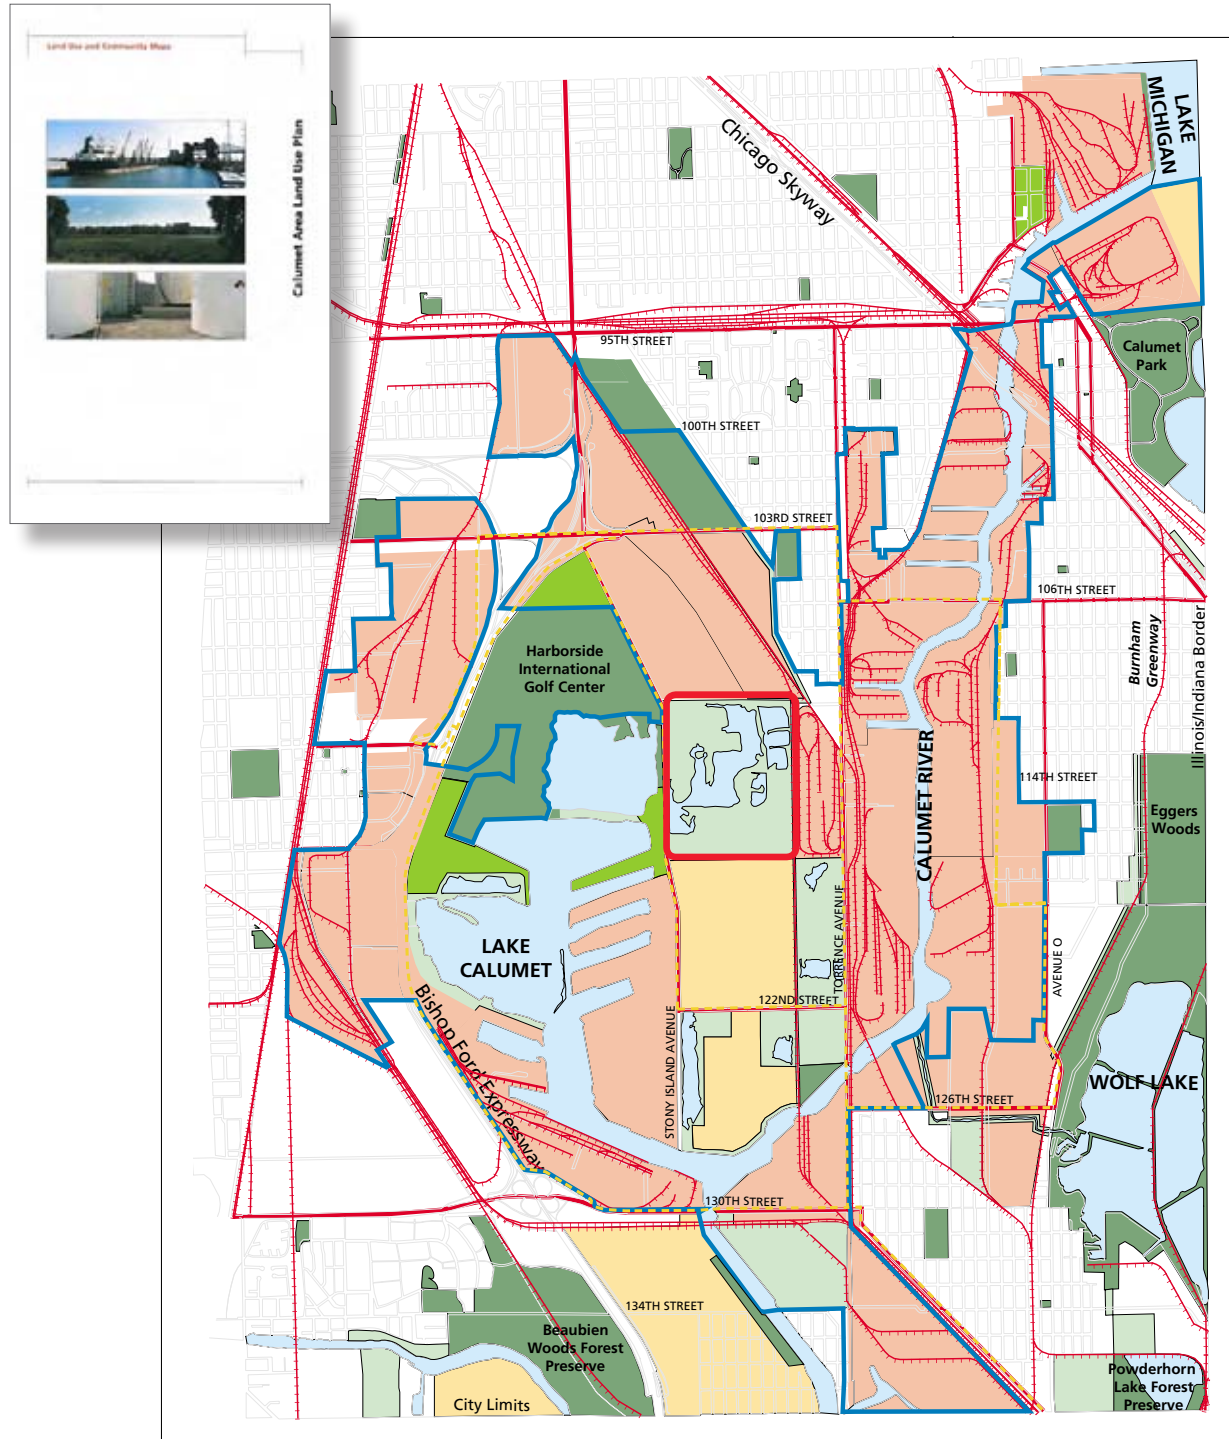 Land Use and Community Maps
Calumet Area Land Use Plan
LAKE
MICHIGAN
Chicago Skyway
95TH STREET
Calumet
Park
100TH STREET
103RD STREET
106TH STREET
Burnham
Greenway
Illinois/Indiana Border
Harborside
International
Golf Center
CALUMET RIVER
114TH STREET
Eggers
Woods
TORRENCE AVENUE
LAKE
CALUMET
AVENUE O
122ND STREET
Bishop Ford Expressway
STONY ISLAND AVENUE
WOLF LAKE
126TH STREET
130TH STREET
134TH STREET
Beaubien
Woods Forest
Preserve
City Limits
Powderhorn
Lake Forest
Preserve